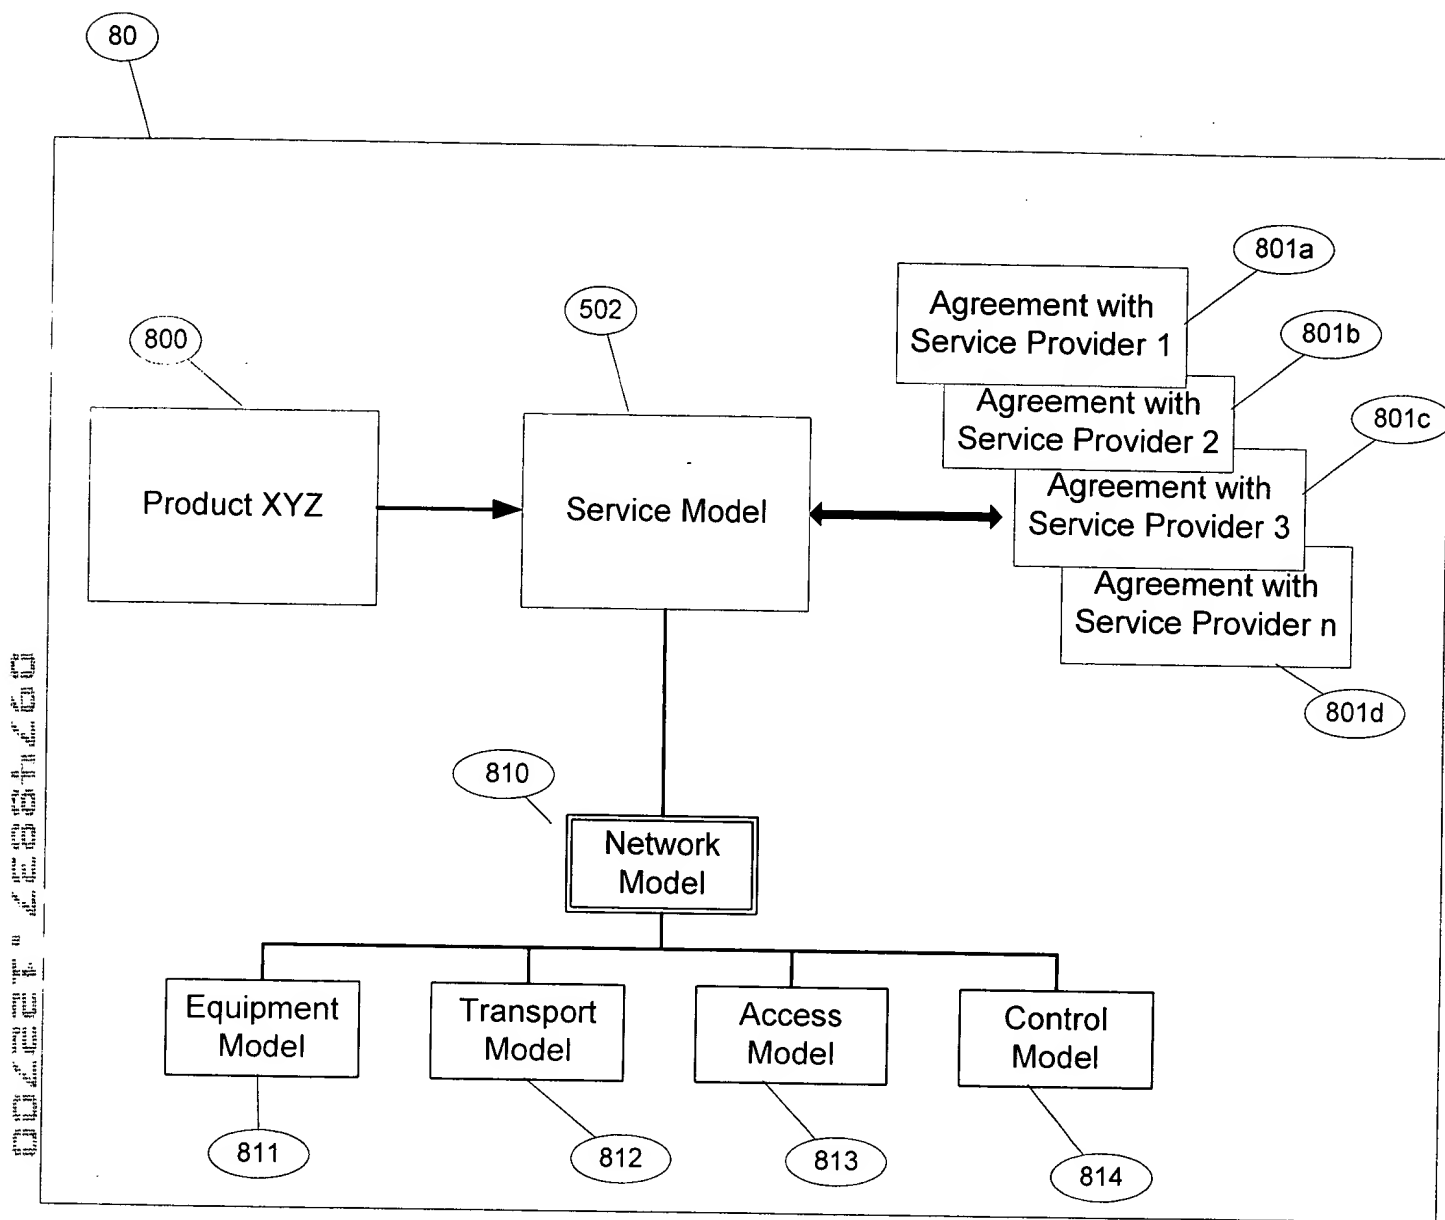 80
801a
Agreement with
Service Provider 1
502
800
801b
Agreement with
Service Provider 2
801c
Product XYZ
Service Model
Agreement with
Service Provider 3
Agreement with
Service Provider n
801d
810
Network
Model
Equipment
Model
Transport
Model
Access
Model
Control
Model
811
812
813
814